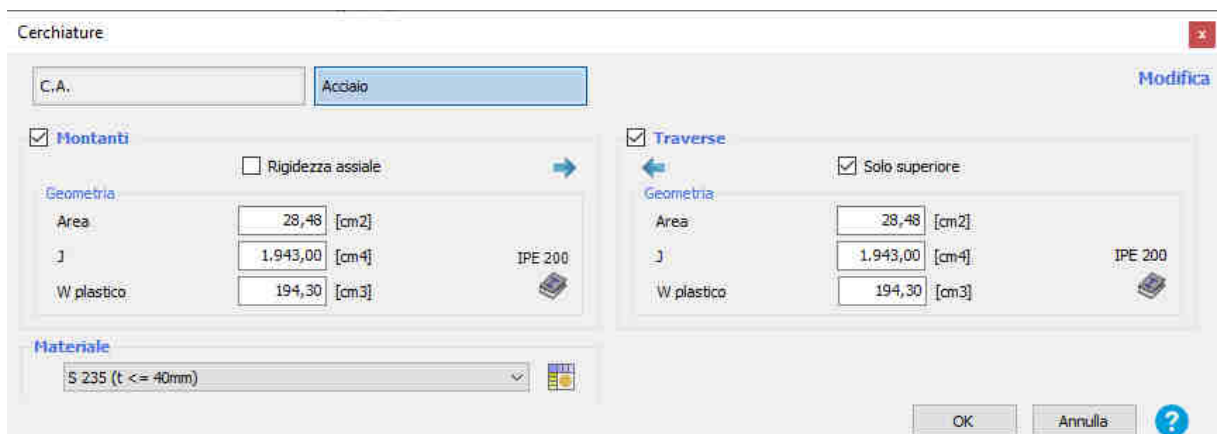 Cerchiature
x
C.A.
Acciaio
Modifica
Montanti
Rigidezza assiale
Geometria
Area 28,48 [cm2]
J 1.943,00 [cm4] IPE 200
W plastico 194,30 [cm3]
Traverse
Solo superiore
Geometria
Area 28,48 [cm2]
J 1.943,00 [cm4] IPE 200
W plastico 194,30 [cm3]
Materiale
S 235 (t <= 40mm)
OK Annulla ?